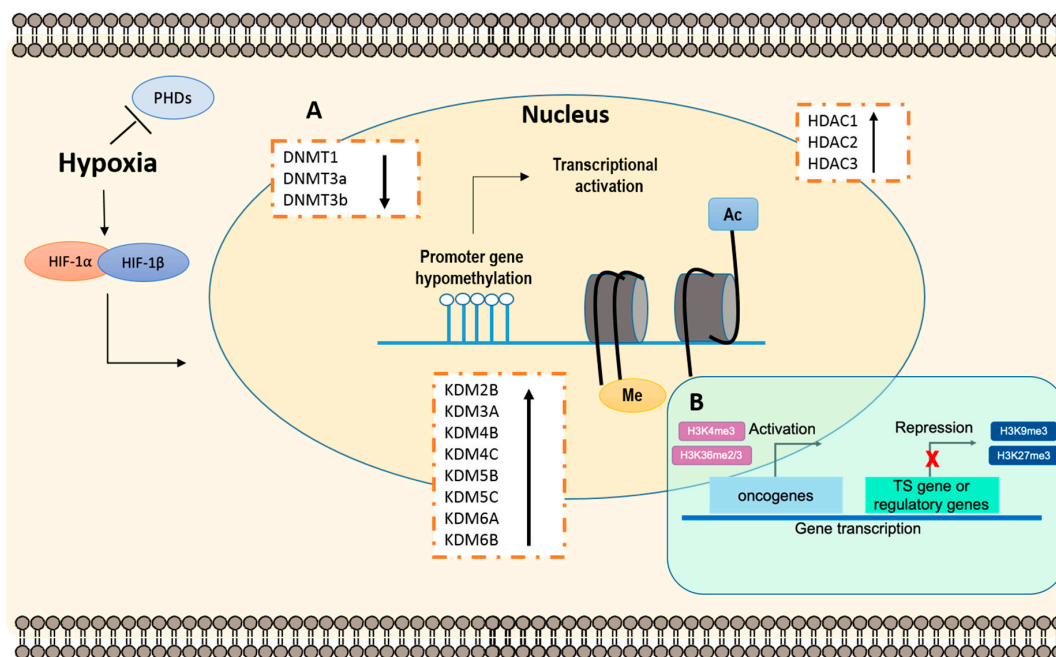 PHDs
Hypoxia
HIF-1α
HIF-1β
A
Nucleus
DNMT1
DNMT3a
DNMT3b
Transcriptional
activation
HDAC1
HDAC2
HDAC3
Ac
Promoter gene
hypomethylation
Me
KDM2B
KDM3A
KDM4B
KDM4C
KDM5B
KDM5C
KDM6A
KDM6B
B
H3K4me3
H3K36me2/3
Activation
Repression
H3K9me3
H3K27me3
oncogenes
TS gene or
regulatory genes
Gene transcription